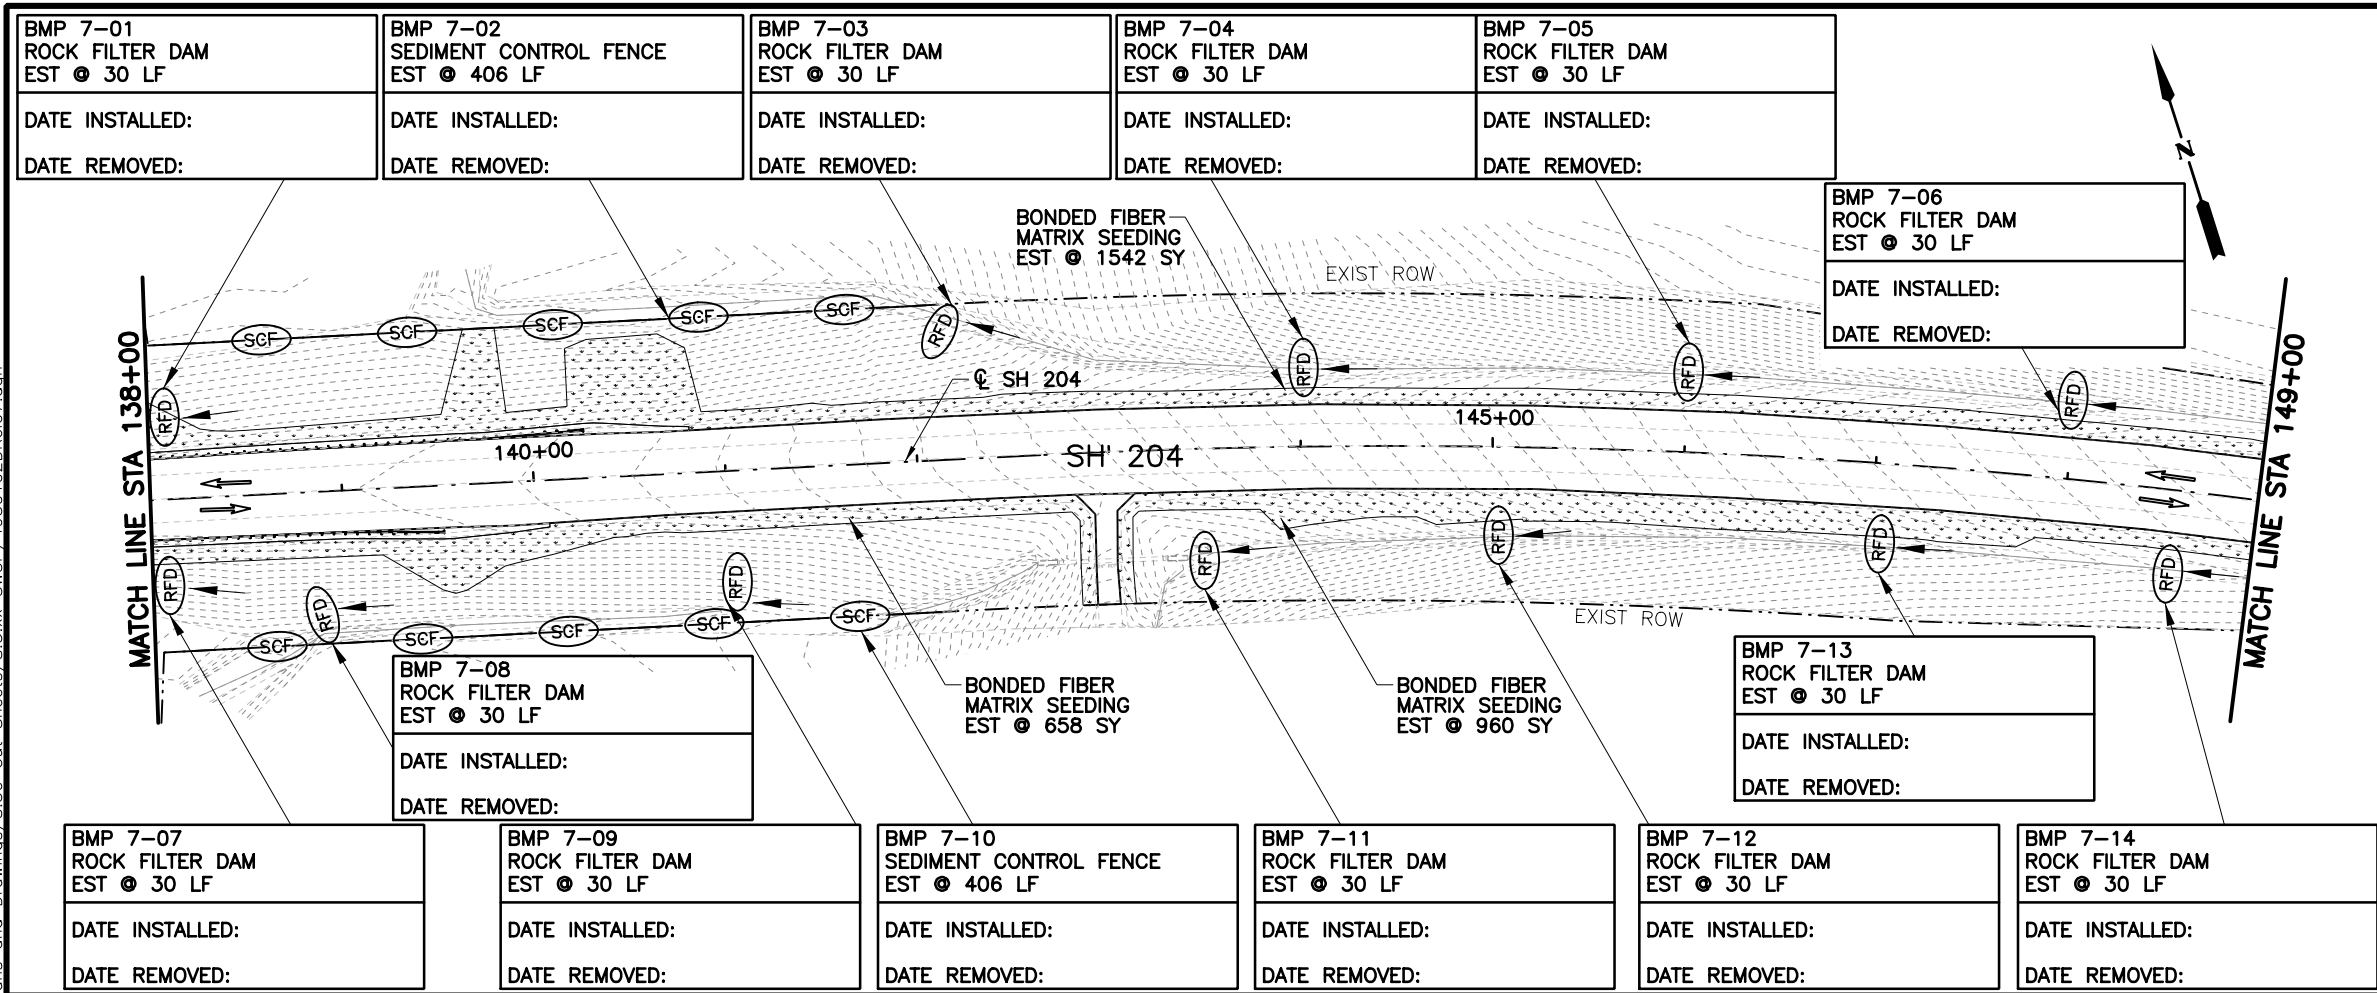 BMP 7-01
ROCK FILTER DAM
EST @ 30 LF
DATE INSTALLED:
DATE REMOVED:
BMP 7-02
SEDIMENT CONTROL FENCE
EST @ 406 LF
DATE INSTALLED:
DATE REMOVED:
BMP 7-03
ROCK FILTER DAM
EST @ 30 LF
DATE INSTALLED:
DATE REMOVED:
BMP 7-04
ROCK FILTER DAM
EST @ 30 LF
DATE INSTALLED:
DATE REMOVED:
BMP 7-05
ROCK FILTER DAM
EST @ 30 LF
DATE INSTALLED:
DATE REMOVED:
BMP 7-06
ROCK FILTER DAM
EST @ 30 LF
DATE INSTALLED:
DATE REMOVED:
N
BONDED FIBER
MATRIX SEEDING
EST @ 1542 SY
EXIST ROW
SCF
SCF
SCF
SCF
SCF
RFD
RFD
RFD
RFD
RFD
MATCH LINE STA 138+00
MATCH LINE STA 149+00
℄ SH 204
140+00
145+00
SH 204
RFD
RFD
RFD
RFD
RFD
RFD
RFD
SCF
SCF
SCF
SCF
SCF
EXIST ROW
BONDED FIBER
MATRIX SEEDING
EST @ 658 SY
BONDED FIBER
MATRIX SEEDING
EST @ 960 SY
BMP 7-08
ROCK FILTER DAM
EST @ 30 LF
DATE INSTALLED:
DATE REMOVED:
BMP 7-13
ROCK FILTER DAM
EST @ 30 LF
DATE INSTALLED:
DATE REMOVED:
BMP 7-07
ROCK FILTER DAM
EST @ 30 LF
DATE INSTALLED:
DATE REMOVED:
BMP 7-09
ROCK FILTER DAM
EST @ 30 LF
DATE INSTALLED:
DATE REMOVED:
BMP 7-10
SEDIMENT CONTROL FENCE
EST @ 406 LF
DATE INSTALLED:
DATE REMOVED:
BMP 7-11
ROCK FILTER DAM
EST @ 30 LF
DATE INSTALLED:
DATE REMOVED:
BMP 7-12
ROCK FILTER DAM
EST @ 30 LF
DATE INSTALLED:
DATE REMOVED:
BMP 7-14
ROCK FILTER DAM
EST @ 30 LF
DATE INSTALLED:
DATE REMOVED: